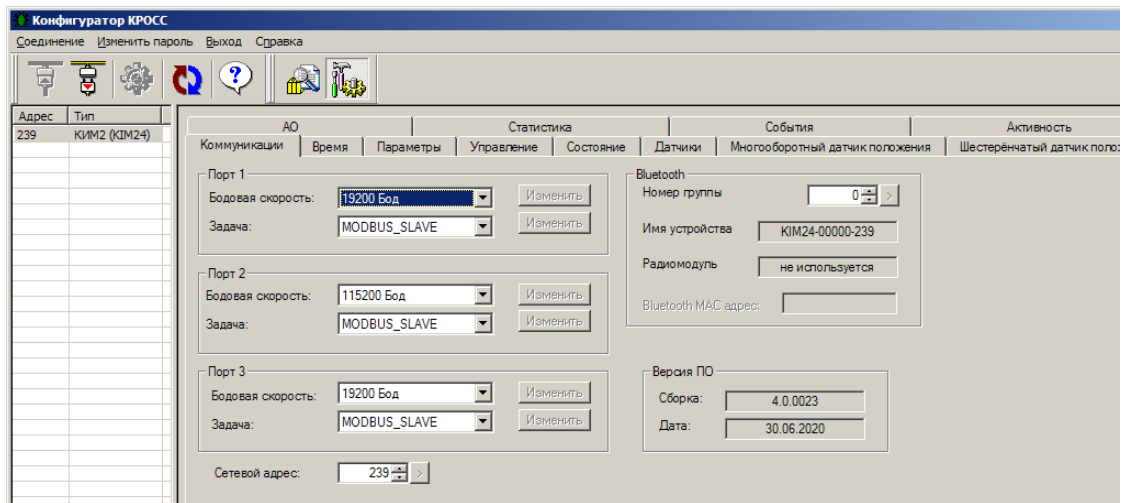 Конфигуратор КРОСС
Соединение Изменить пароль Выход Справка
Адрес Тип
239 КИМ2 (KIM24)
АО Статистика События Активность
Коммуникации Время Параметры Управление Состояние Датчики Многооборотный датчик положения Шестерёнчатый датчик поло
Порт 1
Бодовая скорость: 19200 Бод Изменить
Задача: MODBUS_SLAVE Изменить
Порт 2
Бодовая скорость: 115200 Бод Изменить
Задача: MODBUS_SLAVE Изменить
Порт 3
Бодовая скорость: 19200 Бод Изменить
Задача: MODBUS_SLAVE Изменить
Сетевой адрес: 239 >
Bluetooth
Номер группы 0 >
Имя устройства KIM24-00000-239
Радиомодуль не используется
Bluetooth MAC адрес:
Версия ПО
Сборка: 4.0.0023
Дата: 30.06.2020